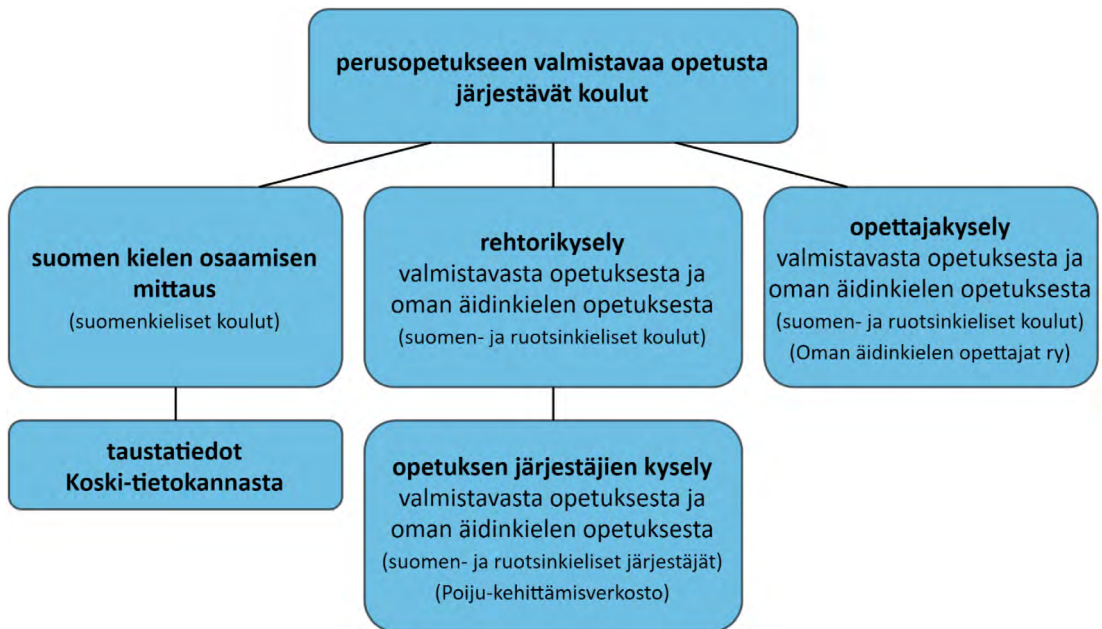 perusopetukseen valmistavaa opetusta
järjestävät koulut
suomen kielen osaamisen
mittaus
(suomenkieliset koulut)
rehtorikysely
valmistavasta opetuksesta ja
oman äidinkielen opetuksesta
(suomen- ja ruotsinkieliset koulut)
opettajakysely
valmistavasta opetuksesta ja
oman äidinkielen opetuksesta
(suomen- ja ruotsinkieliset koulut)
(Oman äidinkielen opettajat ry)
taustatiedot
Koski-tietokannasta
opetuksen järjestäjien kysely
valmistavasta opetuksesta ja
oman äidinkielen opetuksesta
(suomen- ja ruotsinkieliset järjestäjät)
(Poiju-kehittämisverkosto)